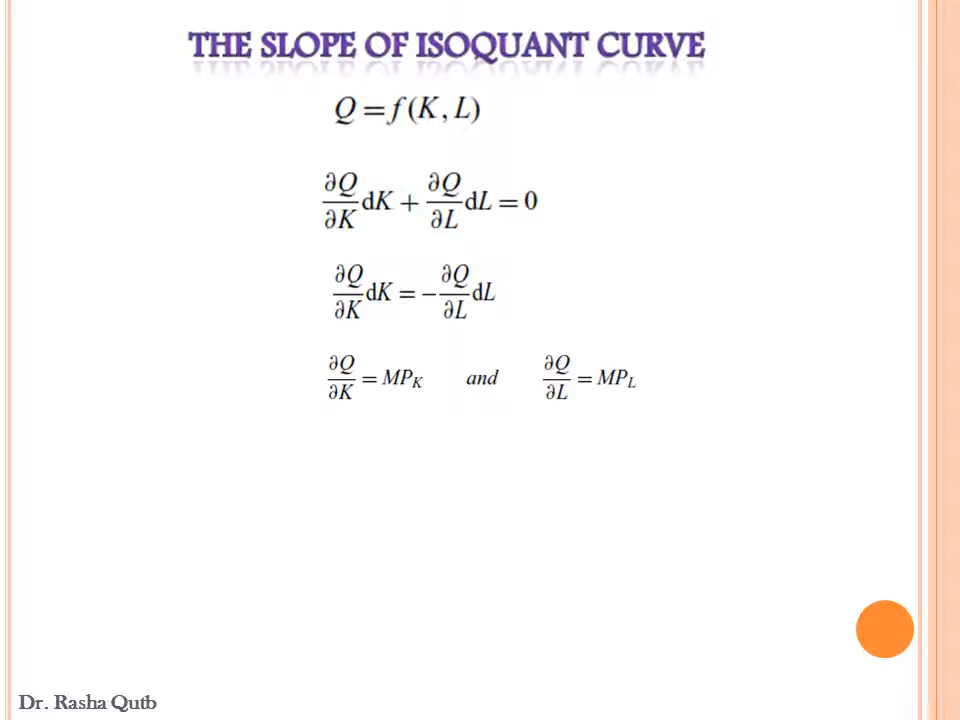 THE SLOPE OF ISOQUANT CURVE
Q = f(K, L)
∂Q/∂K dK + ∂Q/∂L dL = 0
∂Q/∂K dK = −∂Q/∂L dL
∂Q/∂K = MP_K and ∂Q/∂L = MP_L
Dr. Rasha Qutb